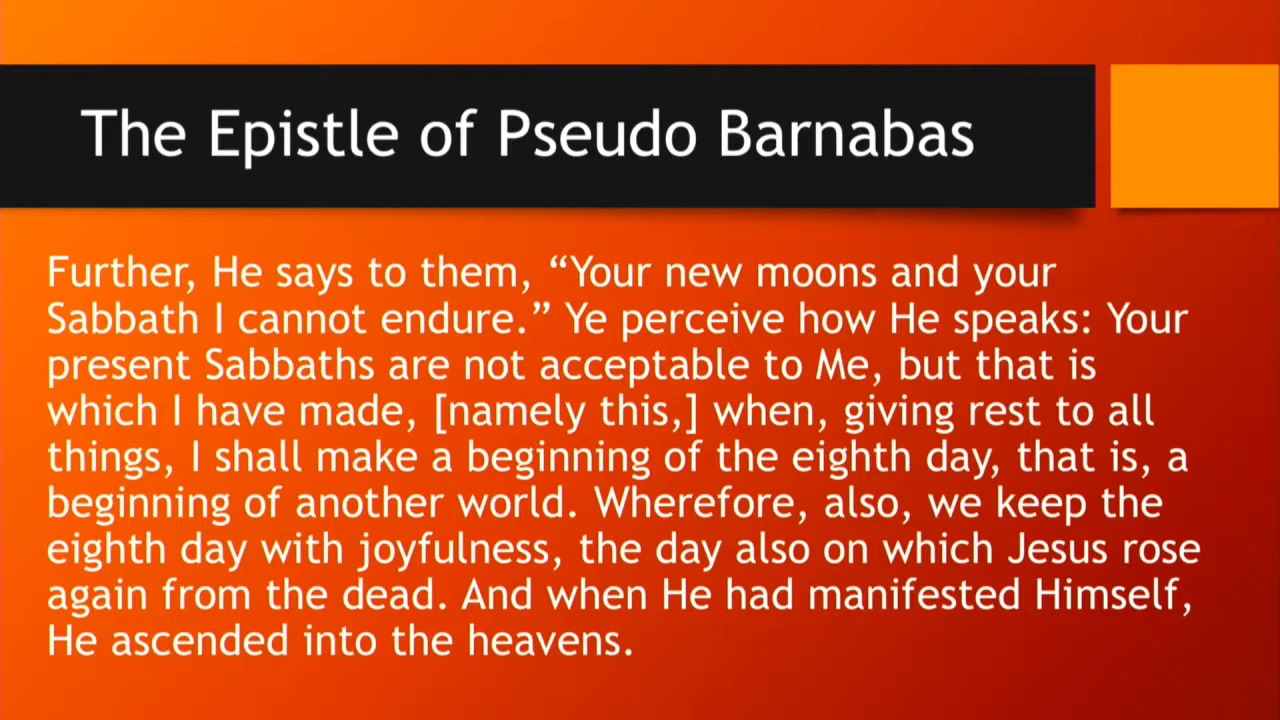 The Epistle of Pseudo Barnabas
Further, He says to them, “Your new moons and your
Sabbath I cannot endure.” Ye perceive how He speaks: Your
present Sabbaths are not acceptable to Me, but that is
which I have made, [namely this,] when, giving rest to all
things, I shall make a beginning of the eighth day, that is, a
beginning of another world. Wherefore, also, we keep the
eighth day with joyfulness, the day also on which Jesus rose
again from the dead. And when He had manifested Himself,
He ascended into the heavens.